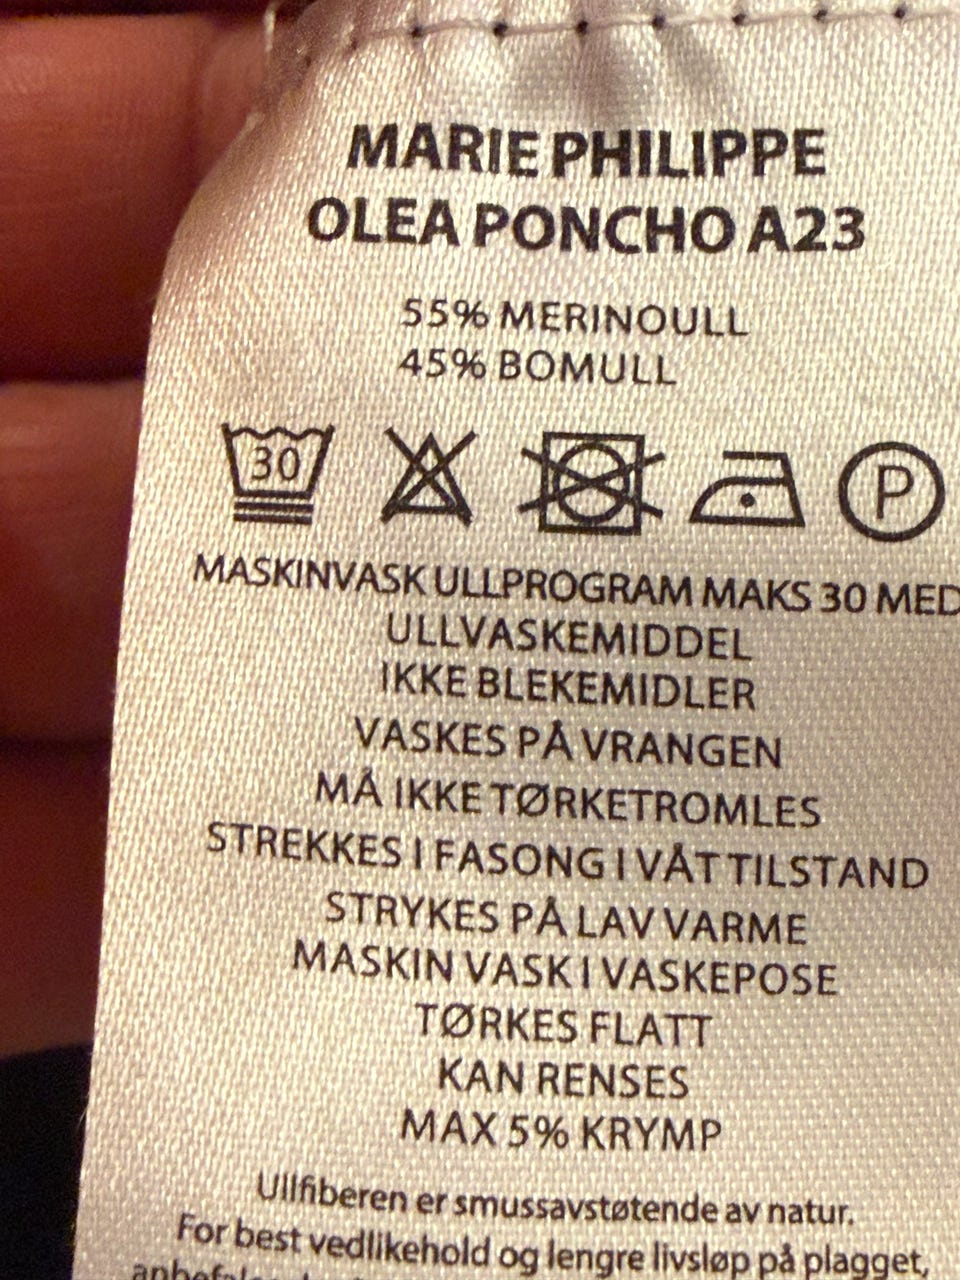 MARIE PHILIPPE
OLEA PONCHO A23
55% MERINOULL
45% BOMULL
30 P
MASKINVASK ULLPROGRAM MAKS 30 MED
ULLVASKEMIDDEL
IKKE BLEKEMIDLER
VASKES PÅ VRANGEN
MÅ IKKE TØRKETROMLES
STREKKES I FASONG I VÅT TILSTAND
STRYKES PÅ LAV VARME
MASKIN VASK I VASKEPOSE
TØRKES FLATT
KAN RENSES
MAX 5% KRYMP
Ullfiberen er smussavstøtende av natur.
For best vedlikehold og lengre livsløp på plagget,